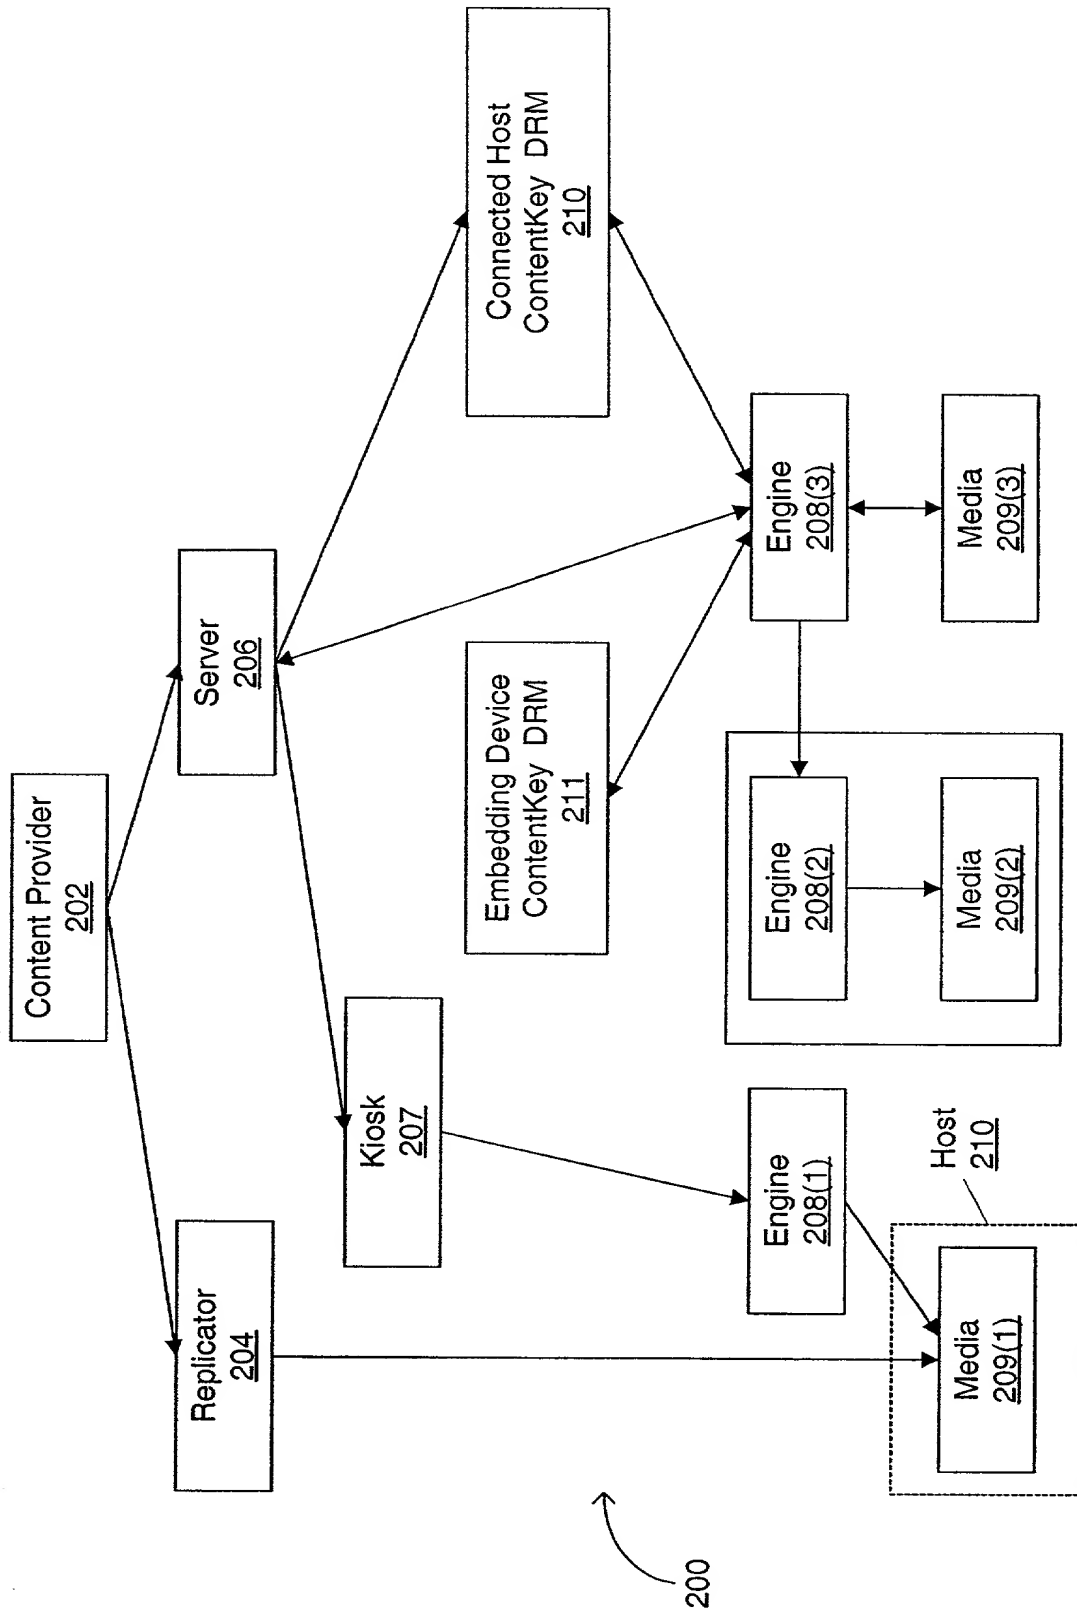 Content Provider
202
Replicator
204
Server
206
Kiosk
207
Embedding Device
ContentKey DRM
211
Connected Host
ContentKey DRM
210
Engine
208(1)
Engine
208(2)
Engine
208(3)
Host
210
Media
209(1)
Media
209(2)
Media
209(3)
200